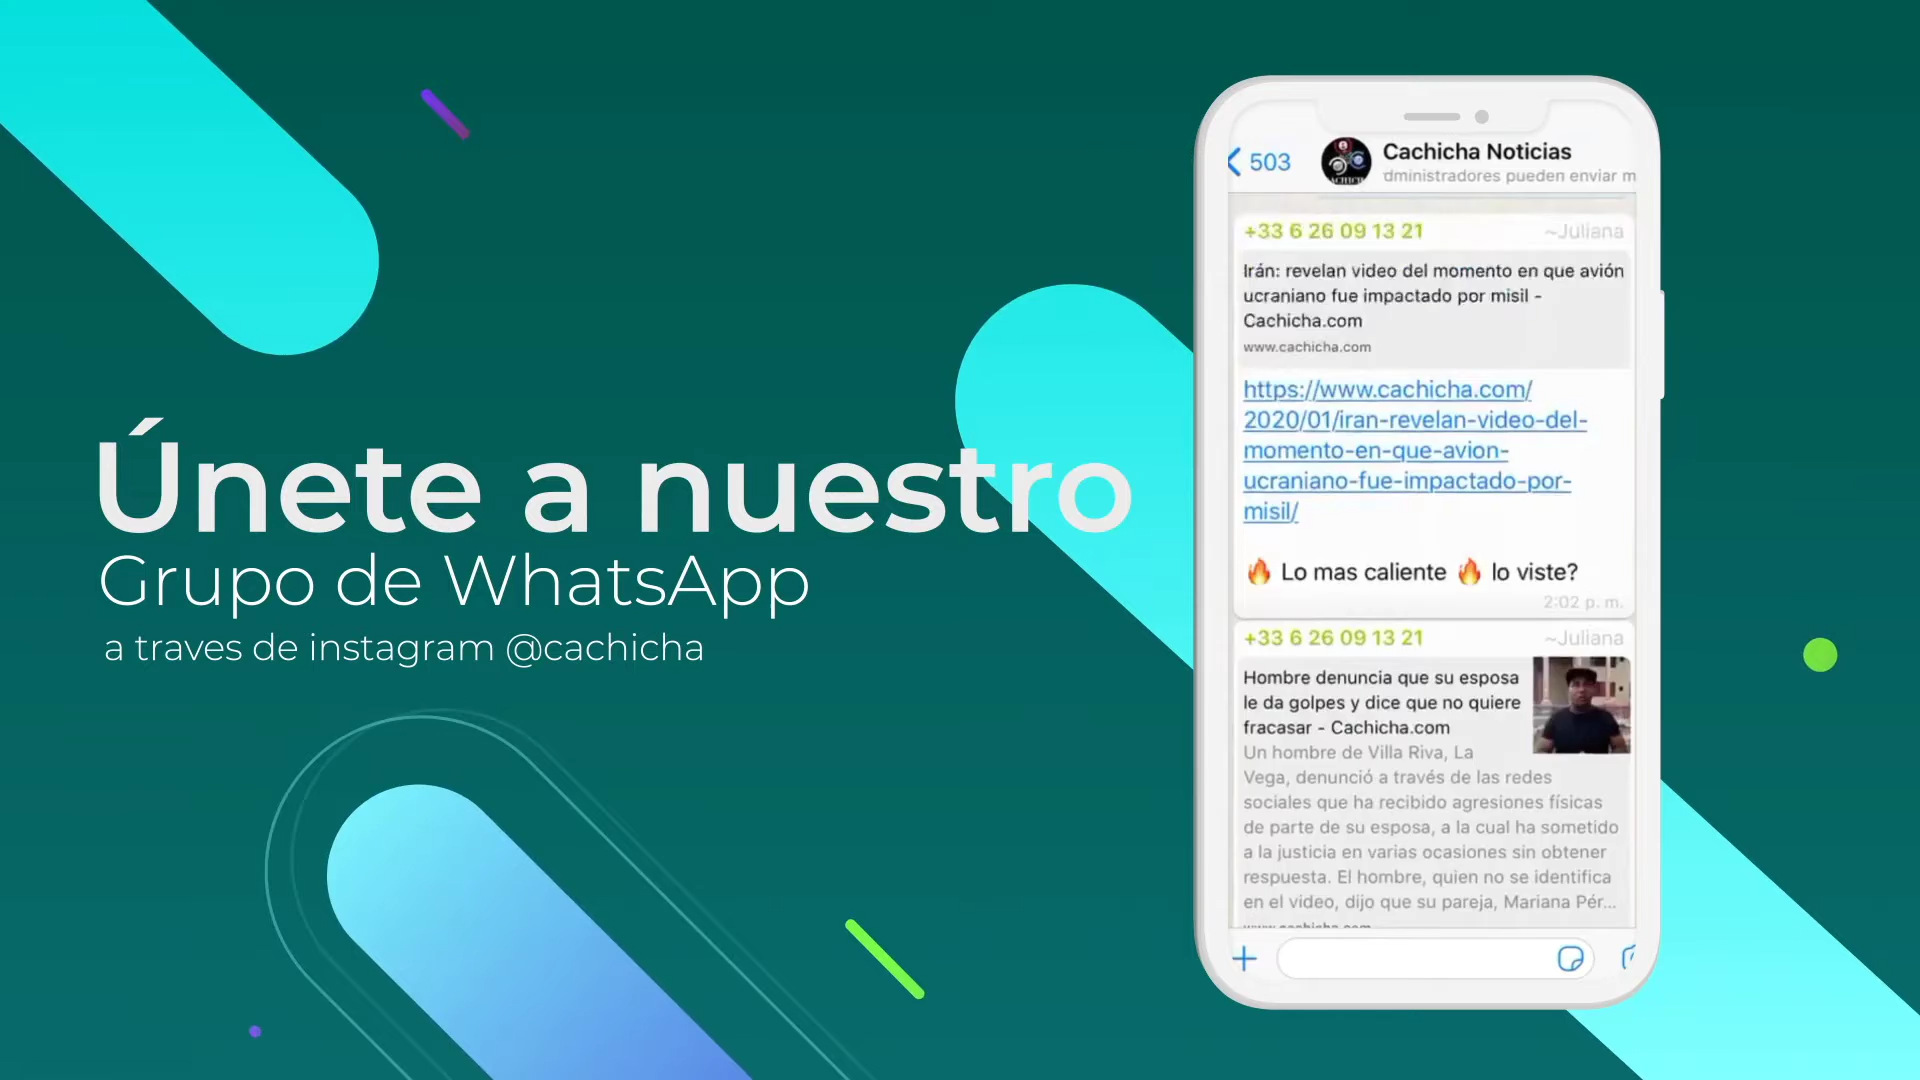 Únete a nuestro
Grupo de WhatsApp
a traves de instagram @cachicha
503
Cachicha Noticias
dministradores pueden enviar m
+33 6 26 09 13 21 ~Juliana
Irán: revelan video del momento en que avión
ucraniano fue impactado por misil -
Cachicha.com
www.cachicha.com
https://www.cachicha.com/
2020/01/iran-revelan-video-del-
momento-en-que-avion-
ucraniano-fue-impactado-por-
misil/
🔥 Lo mas caliente 🔥 lo viste?
2:02 p. m.
+33 6 26 09 13 21 ~Juliana
Hombre denuncia que su esposa
le da golpes y dice que no quiere
fracasar - Cachicha.com
Un hombre de Villa Riva, La
Vega, denunció a través de las redes
sociales que ha recibido agresiones físicas
de parte de su esposa, a la cual ha sometido
a la justicia en varias ocasiones sin obtener
respuesta. El hombre, quien no se identifica
en el video, dijo que su pareja, Mariana Pér...